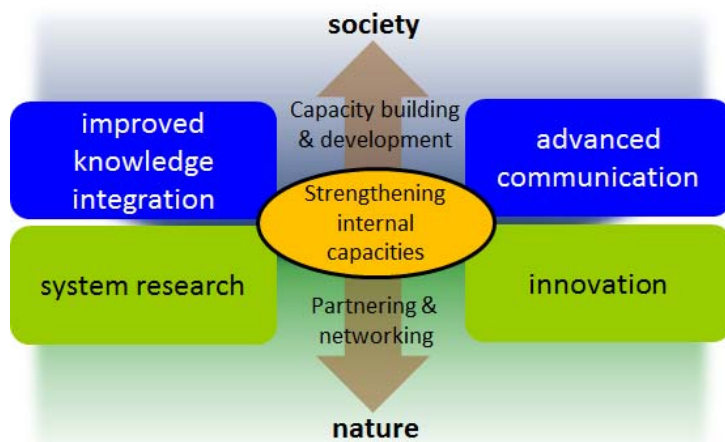 society
Capacity building
& development
improved
knowledge
integration
advanced
communication
Strengthening
internal
capacities
system research
innovation
Partnering &
networking
nature